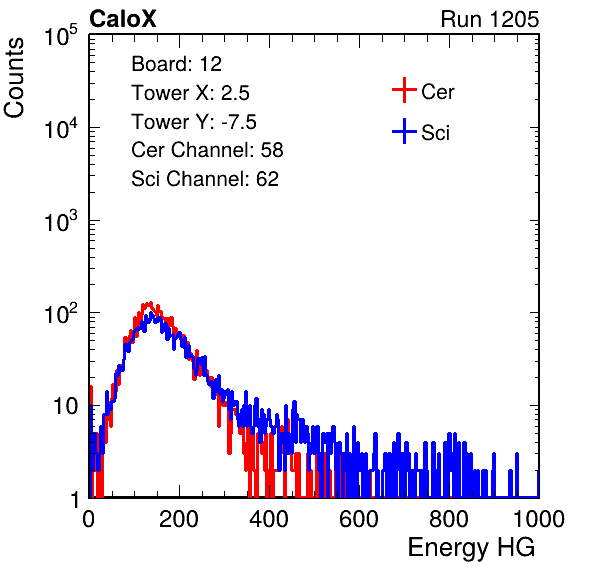 CaloX Run 1205
Counts
10^5
10^4
10^3
10^2
10
1
Board: 12
Tower X: 2.5
Tower Y: -7.5
Cer Channel: 58
Sci Channel: 62
Cer
Sci
0 200 400 600 800 1000
Energy HG